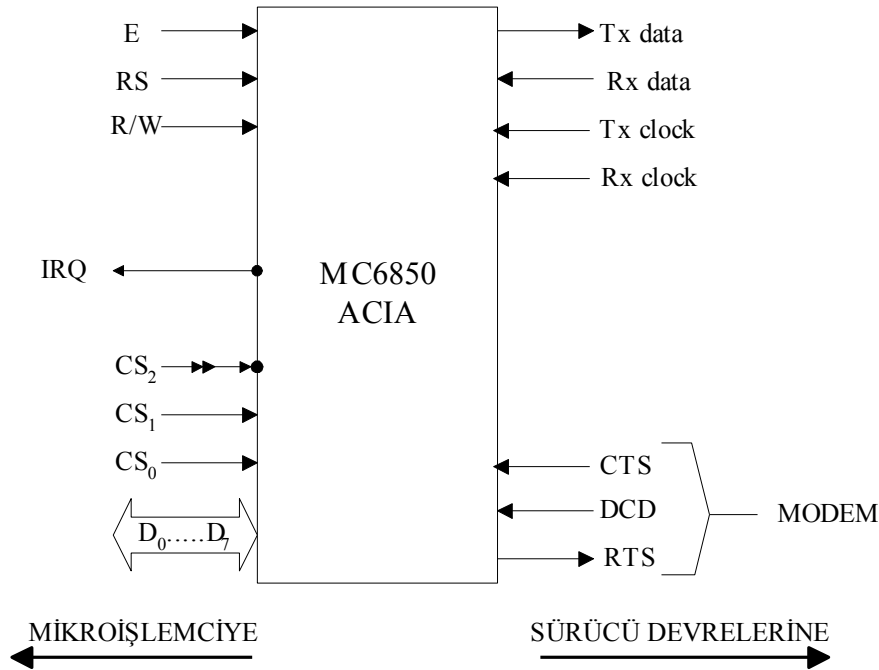 E
RS
R/W
IRQ
CS2
CS1
CS0
D0.....D7
MC6850
ACIA
Tx data
Rx data
Tx clock
Rx clock
CTS
DCD
RTS
MODEM
MİKROİŞLEMCİYE
SÜRÜCÜ DEVRELERİNE